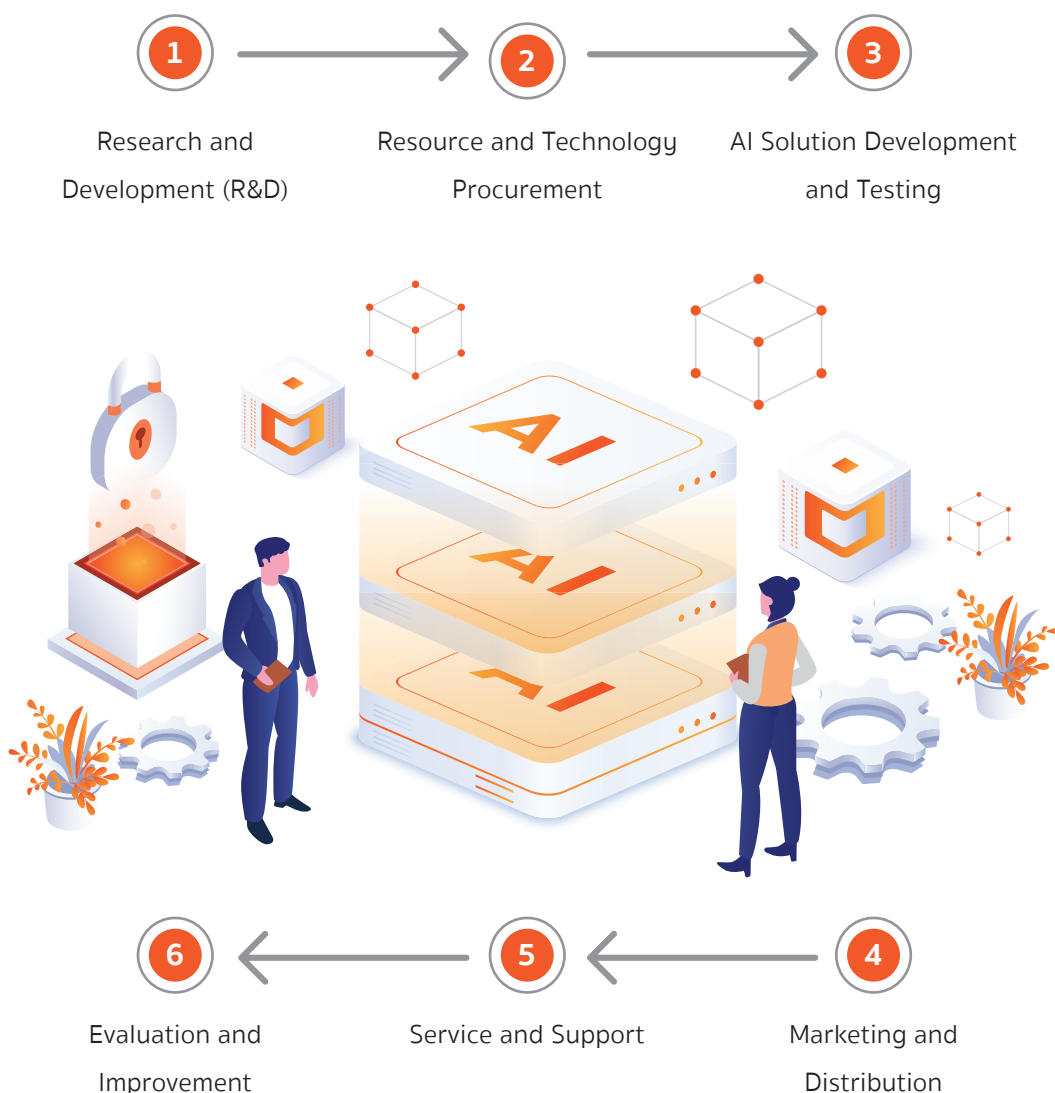 1
2
3
Research and
Development (R&D)
Resource and Technology
Procurement
AI Solution Development
and Testing
AI
AI
AI
6
5
4
Evaluation and
Improvement
Service and Support
Marketing and
Distribution